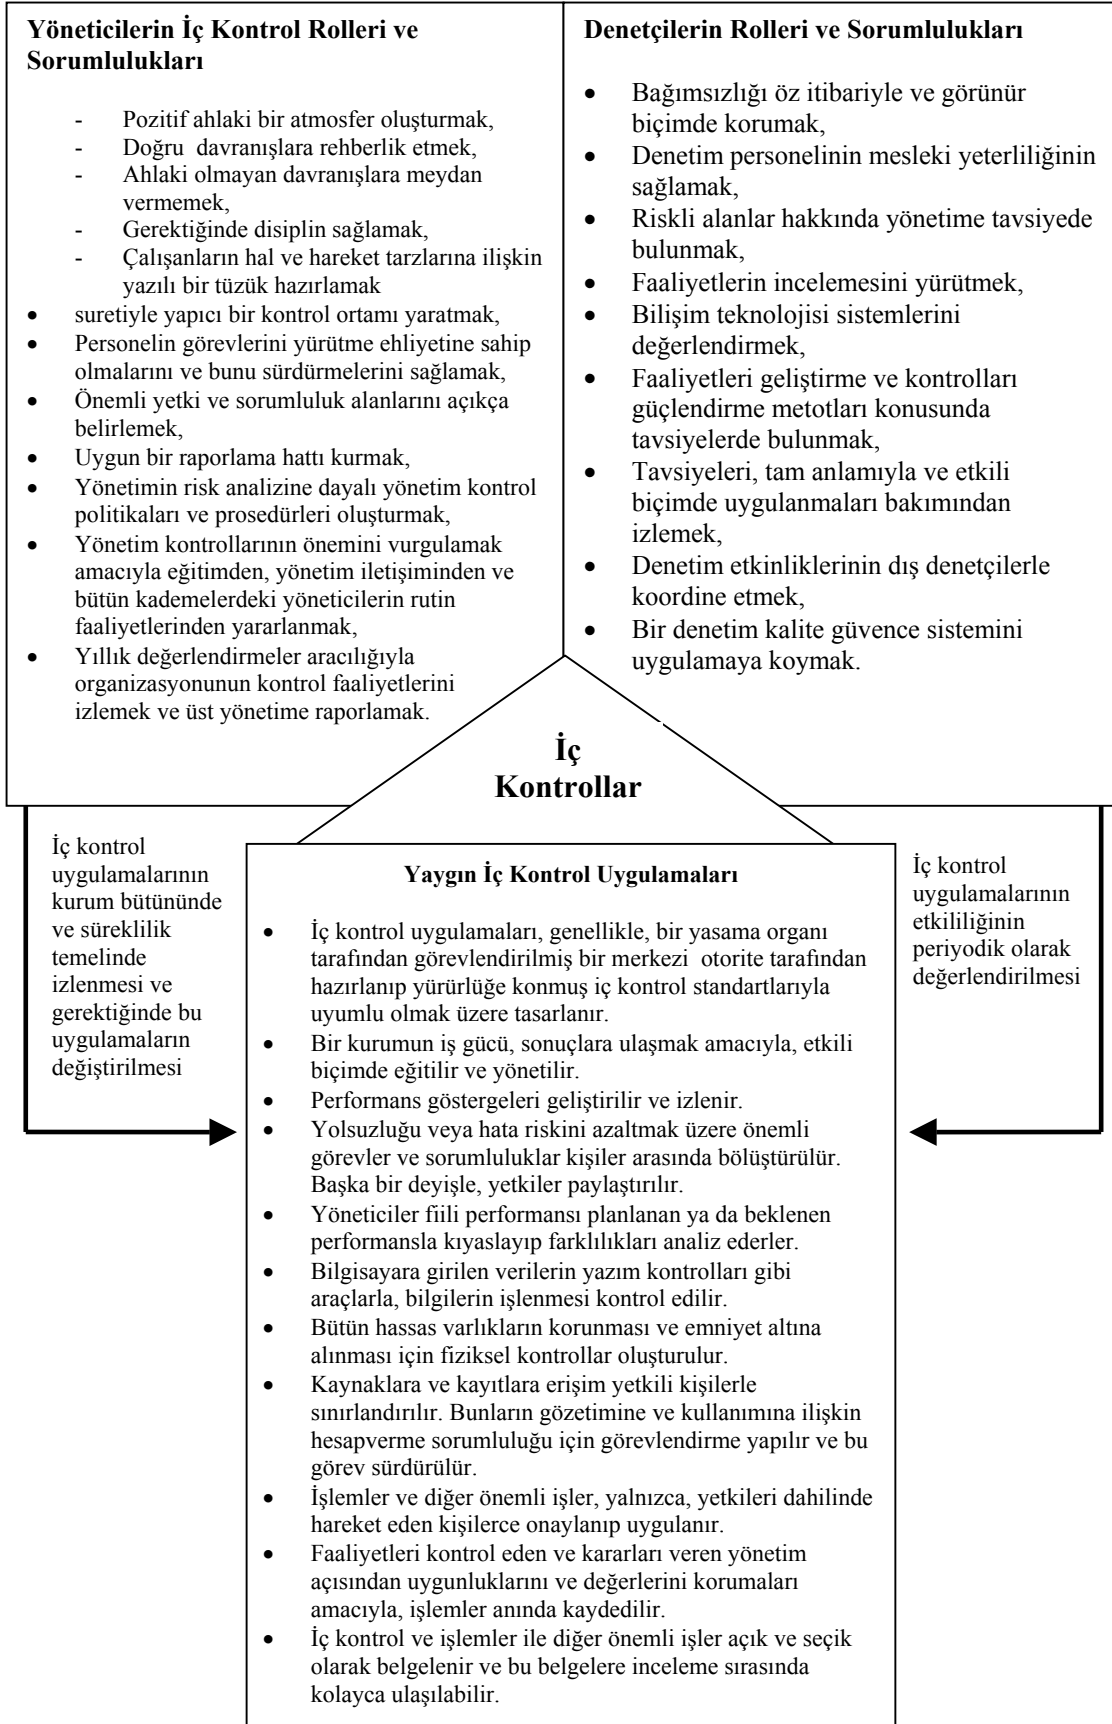 Yöneticilerin İç Kontrol Rolleri ve
Sorumlulukları
- Pozitif ahlaki bir atmosfer oluşturmak,
- Doğru davranışlara rehberlik etmek,
- Ahlaki olmayan davranışlara meydan
vermemek,
- Gerektiğinde disiplin sağlamak,
- Çalışanların hal ve hareket tarzlarına ilişkin
yazılı bir tüzük hazırlamak
• suretiyle yapıcı bir kontrol ortamı yaratmak,
• Personelin görevlerini yürütme ehliyetine sahip
olmalarını ve bunu sürdürmelerini sağlamak,
• Önemli yetki ve sorumluluk alanlarını açıkça
belirlemek,
• Uygun bir raporlama hattı kurmak,
• Yönetimin risk analizine dayalı yönetim kontrol
politikaları ve prosedürleri oluşturmak,
• Yönetim kontrollarının önemini vurgulamak
amacıyla eğitimden, yönetim iletişiminden ve
bütün kademelerdeki yöneticilerin rutin
faaliyetlerinden yararlanmak,
• Yıllık değerlendirmeler aracılığıyla
organizasyonunun kontrol faaliyetlerini
izlemek ve üst yönetime raporlamak.
Denetçilerin Rolleri ve Sorumlulukları
• Bağımsızlığı öz itibariyle ve görünür
biçimde korumak,
• Denetim personelinin mesleki yeterliliğinin
sağlamak,
• Riskli alanlar hakkında yönetime tavsiyede
bulunmak,
• Faaliyetlerin incelemesini yürütmek,
• Bilişim teknolojisi sistemlerini
değerlendirmek,
• Faaliyetleri geliştirme ve kontrolları
güçlendirme metotları konusunda
tavsiyelerde bulunmak,
• Tavsiyeleri, tam anlamıyla ve etkili
biçimde uygulanmaları bakımından
izlemek,
• Denetim etkinliklerinin dış denetçilerle
koordine etmek,
• Bir denetim kalite güvence sistemini
uygulamaya koymak.
İç
Kontrollar
İç kontrol
uygulamalarının
kurum bütününde
ve süreklilik
temelinde
izlenmesi ve
gerektiğinde bu
uygulamaların
değiştirilmesi
Yaygın İç Kontrol Uygulamaları
• İç kontrol uygulamaları, genellikle, bir yasama organı
tarafından görevlendirilmiş bir merkezi otorite tarafından
hazırlanıp yürürlüğe konmuş iç kontrol standartlarıyla
uyumlu olmak üzere tasarlanır.
• Bir kurumun iş gücü, sonuçlara ulaşmak amacıyla, etkili
biçimde eğitilir ve yönetilir.
• Performans göstergeleri geliştirilir ve izlenir.
• Yolsuzluğu veya hata riskini azaltmak üzere önemli
görevler ve sorumluluklar kişiler arasında bölüştürülür.
Başka bir deyişle, yetkiler paylaştırılır.
• Yöneticiler fiili performansı planlanan ya da beklenen
performansla kıyaslayıp farklılıkları analiz ederler.
• Bilgisayara girilen verilerin yazım kontrolları gibi
araçlarla, bilgilerin işlenmesi kontrol edilir.
• Bütün hassas varlıkların korunması ve emniyet altına
alınması için fiziksel kontrollar oluşturulur.
• Kaynaklara ve kayıtlara erişim yetkili kişilerle
sınırlandırılır. Bunların gözetimine ve kullanımına ilişkin
hesapverme sorumluluğu için görevlendirme yapılır ve bu
görev sürdürülür.
• İşlemler ve diğer önemli işler, yalnızca, yetkileri dahilinde
hareket eden kişilerce onaylanıp uygulanır.
• Faaliyetleri kontrol eden ve kararları veren yönetim
açısından uygunluklarını ve değerlerini korumaları
amacıyla, işlemler anında kaydedilir.
• İç kontrol ve işlemler ile diğer önemli işler açık ve seçik
olarak belgelenir ve bu belgelere inceleme sırasında
kolayca ulaşılabilir.
İç kontrol
uygulamalarının
etkililiğinin
periyodik olarak
değerlendirilmesi